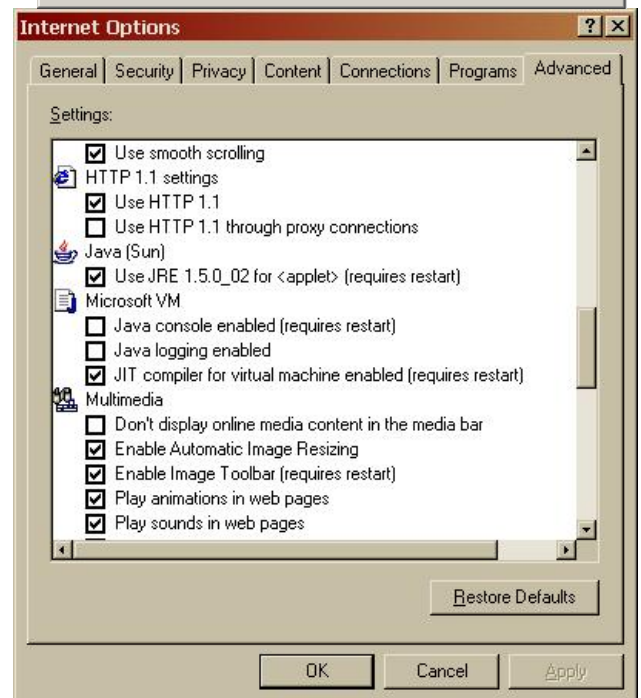 Internet Options
General Security Privacy Content Connections Programs Advanced
Settings:
Use smooth scrolling
HTTP 1.1 settings
Use HTTP 1.1
Use HTTP 1.1 through proxy connections
Java (Sun)
Use JRE 1.5.0_02 for <applet> (requires restart)
Microsoft VM
Java console enabled (requires restart)
Java logging enabled
JIT compiler for virtual machine enabled (requires restart)
Multimedia
Don't display online media content in the media bar
Enable Automatic Image Resizing
Enable Image Toolbar (requires restart)
Play animations in web pages
Play sounds in web pages
Restore Defaults
OK Cancel Apply